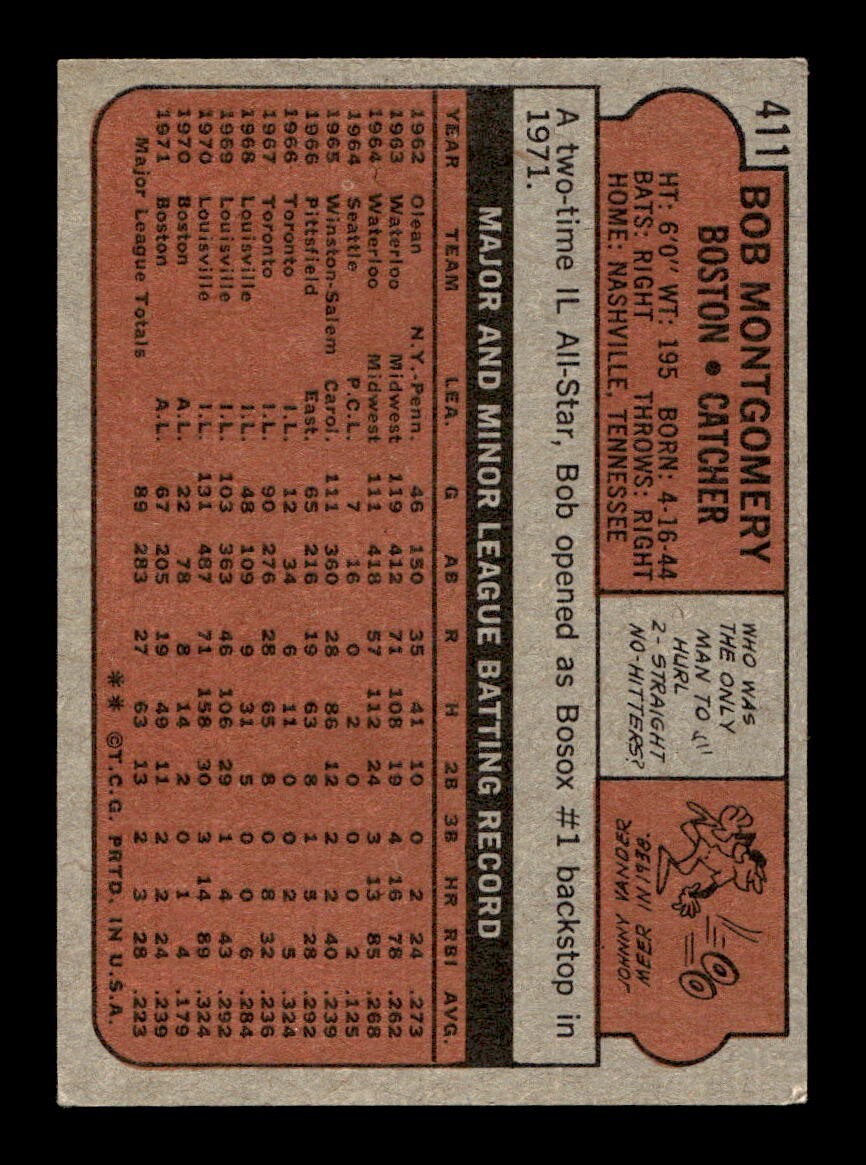 411
BOB MONTGOMERY
BOSTON • CATCHER
HT: 6'0" WT: 195 BORN: 4-16-44
BATS: RIGHT THROWS: RIGHT
HOME: NASHVILLE, TENNESSEE
WHO WAS
THE ONLY
MAN TO
HURL
2-STRAIGHT
NO-HITTERS?
JOHNNY VANDER
MEER IN 1938.
A two-time IL All-Star, Bob opened as Bosox #1 backstop in
1971.
MAJOR AND MINOR LEAGUE BATTING RECORD
YEAR TEAM LEA. G AB R H 2B 3B HR RBI AVG.
1962 Olean N.Y.-Penn. 46 150 35 41 10 0 2 24 .273
1963 Waterloo Midwest 119 412 71 108 19 4 16 78 .262
1964 Waterloo Midwest 111 418 57 112 24 3 13 85 .268
1964 Seattle P.C.L. 7 16 0 2 0 0 0 2 .125
1965 Winston-Salem Carol. 111 360 28 86 12 2 2 40 .239
1966 Pittsfield East. 65 216 19 63 8 1 5 28 .292
1966 Toronto I.L. 12 34 6 11 0 0 2 5 .324
1967 Toronto I.L. 90 276 28 65 8 0 8 32 .236
1968 Louisville I.L. 48 109 9 31 5 0 0 6 .284
1969 Louisville I.L. 103 363 46 106 29 1 4 43 .292
1970 Louisville I.L. 131 487 71 158 30 3 14 89 .324
1970 Boston A.L. 22 78 8 14 2 0 1 4 .179
1971 Boston A.L. 67 205 19 49 11 2 2 24 .239
Major League Totals 89 283 27 63 13 2 3 28 .223
** ©T.C.G. PRTD. IN U.S.A.